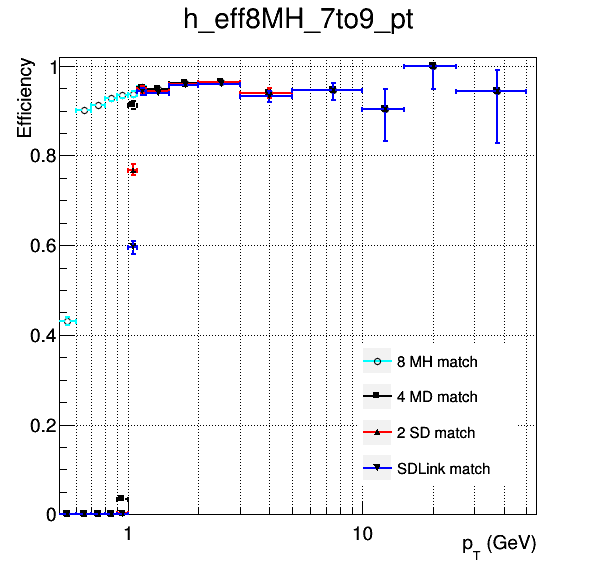 h_eff8MH_7to9_pt
Efficiency
1
0.8
0.6
0.4
0.2
0
8 MH match
4 MD match
2 SD match
SDLink match
1
10
p_T (GeV)